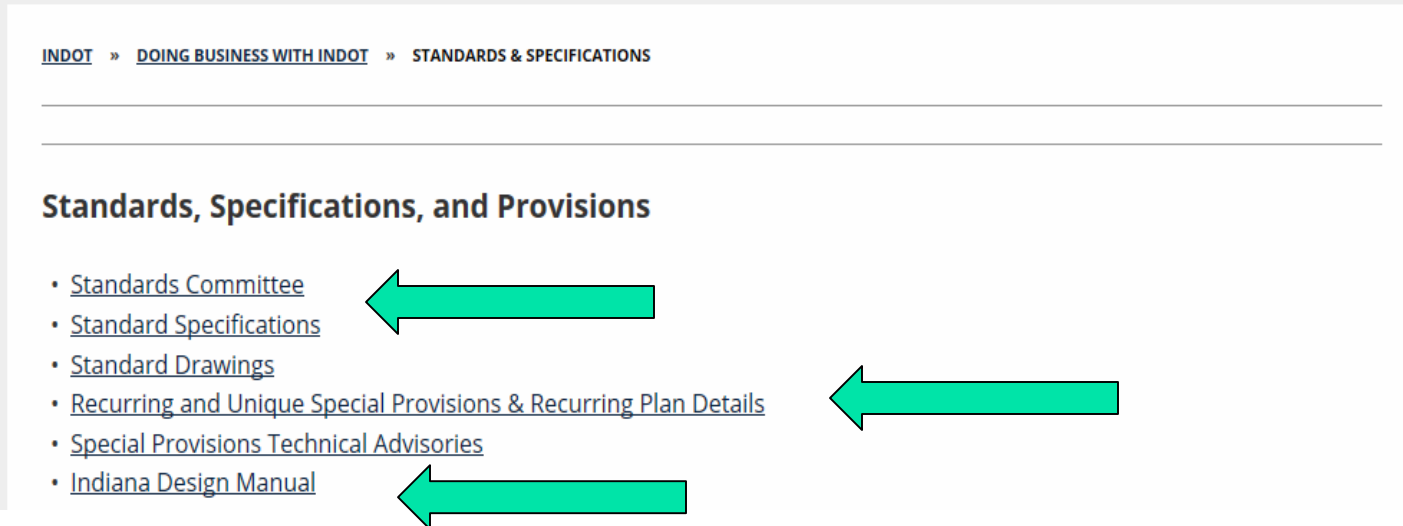 INDOT » DOING BUSINESS WITH INDOT » STANDARDS & SPECIFICATIONS
Standards, Specifications, and Provisions
• Standards Committee
• Standard Specifications
• Standard Drawings
• Recurring and Unique Special Provisions & Recurring Plan Details
• Special Provisions Technical Advisories
• Indiana Design Manual